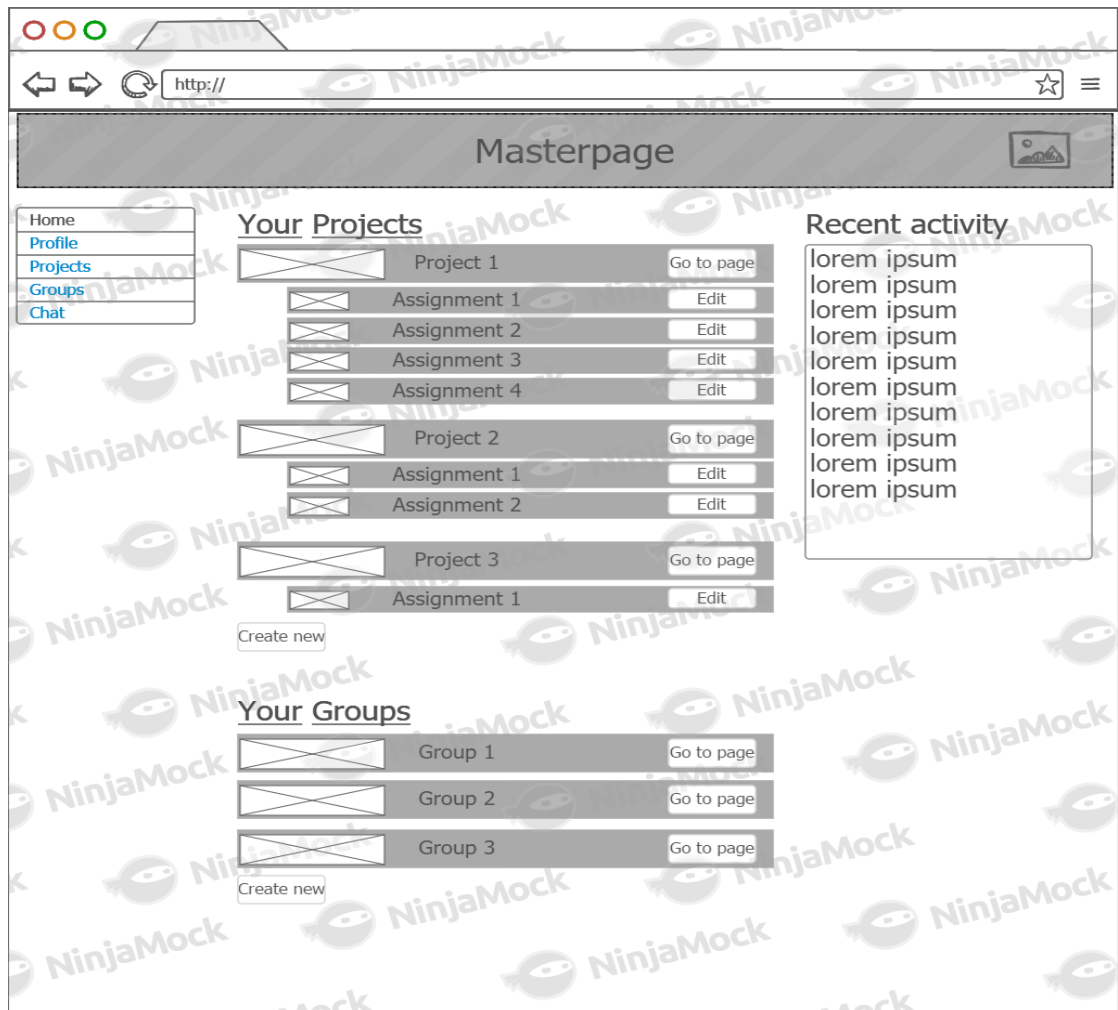 http://
Masterpage
Home
Profile
Projects
Groups
Chat
Your Projects
Project 1
Go to page
Assignment 1
Edit
Assignment 2
Edit
Assignment 3
Edit
Assignment 4
Edit
Project 2
Go to page
Assignment 1
Edit
Assignment 2
Edit
Project 3
Go to page
Assignment 1
Edit
Create new
Your Groups
Group 1
Go to page
Group 2
Go to page
Group 3
Go to page
Create new
Recent activity
lorem ipsum
lorem ipsum
lorem ipsum
lorem ipsum
lorem ipsum
lorem ipsum
lorem ipsum
lorem ipsum
lorem ipsum
lorem ipsum
NinjaMock